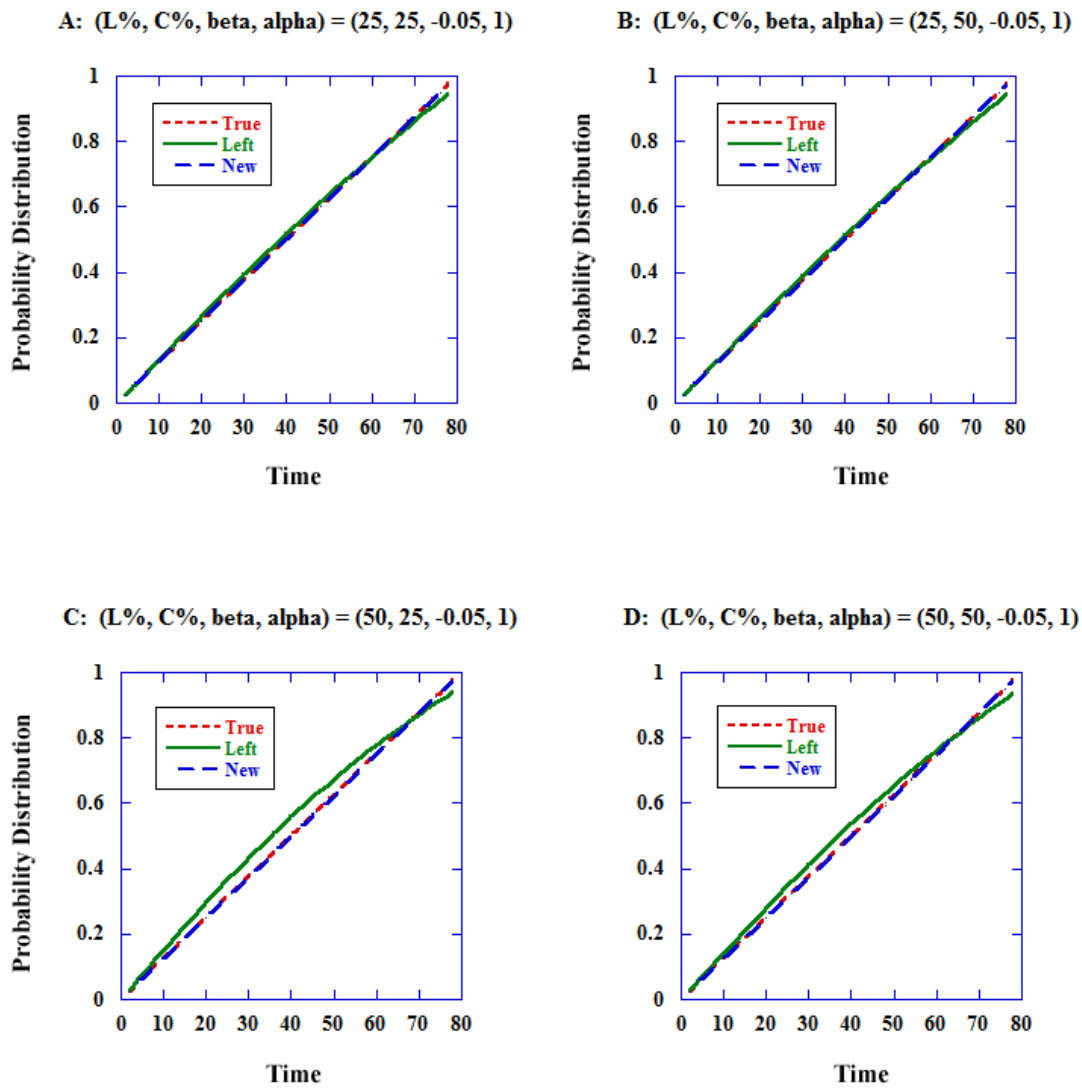 A: (L%, C%, beta, alpha) = (25, 25, -0.05, 1)
Probability Distribution
1
0.8
0.6
0.4
0.2
0
True
Left
New
0 10 20 30 40 50 60 70 80
Time
B: (L%, C%, beta, alpha) = (25, 50, -0.05, 1)
Probability Distribution
1
0.8
0.6
0.4
0.2
0
True
Left
New
0 10 20 30 40 50 60 70 80
Time
C: (L%, C%, beta, alpha) = (50, 25, -0.05, 1)
Probability Distribution
1
0.8
0.6
0.4
0.2
0
True
Left
New
0 10 20 30 40 50 60 70 80
Time
D: (L%, C%, beta, alpha) = (50, 50, -0.05, 1)
Probability Distribution
1
0.8
0.6
0.4
0.2
0
True
Left
New
0 10 20 30 40 50 60 70 80
Time